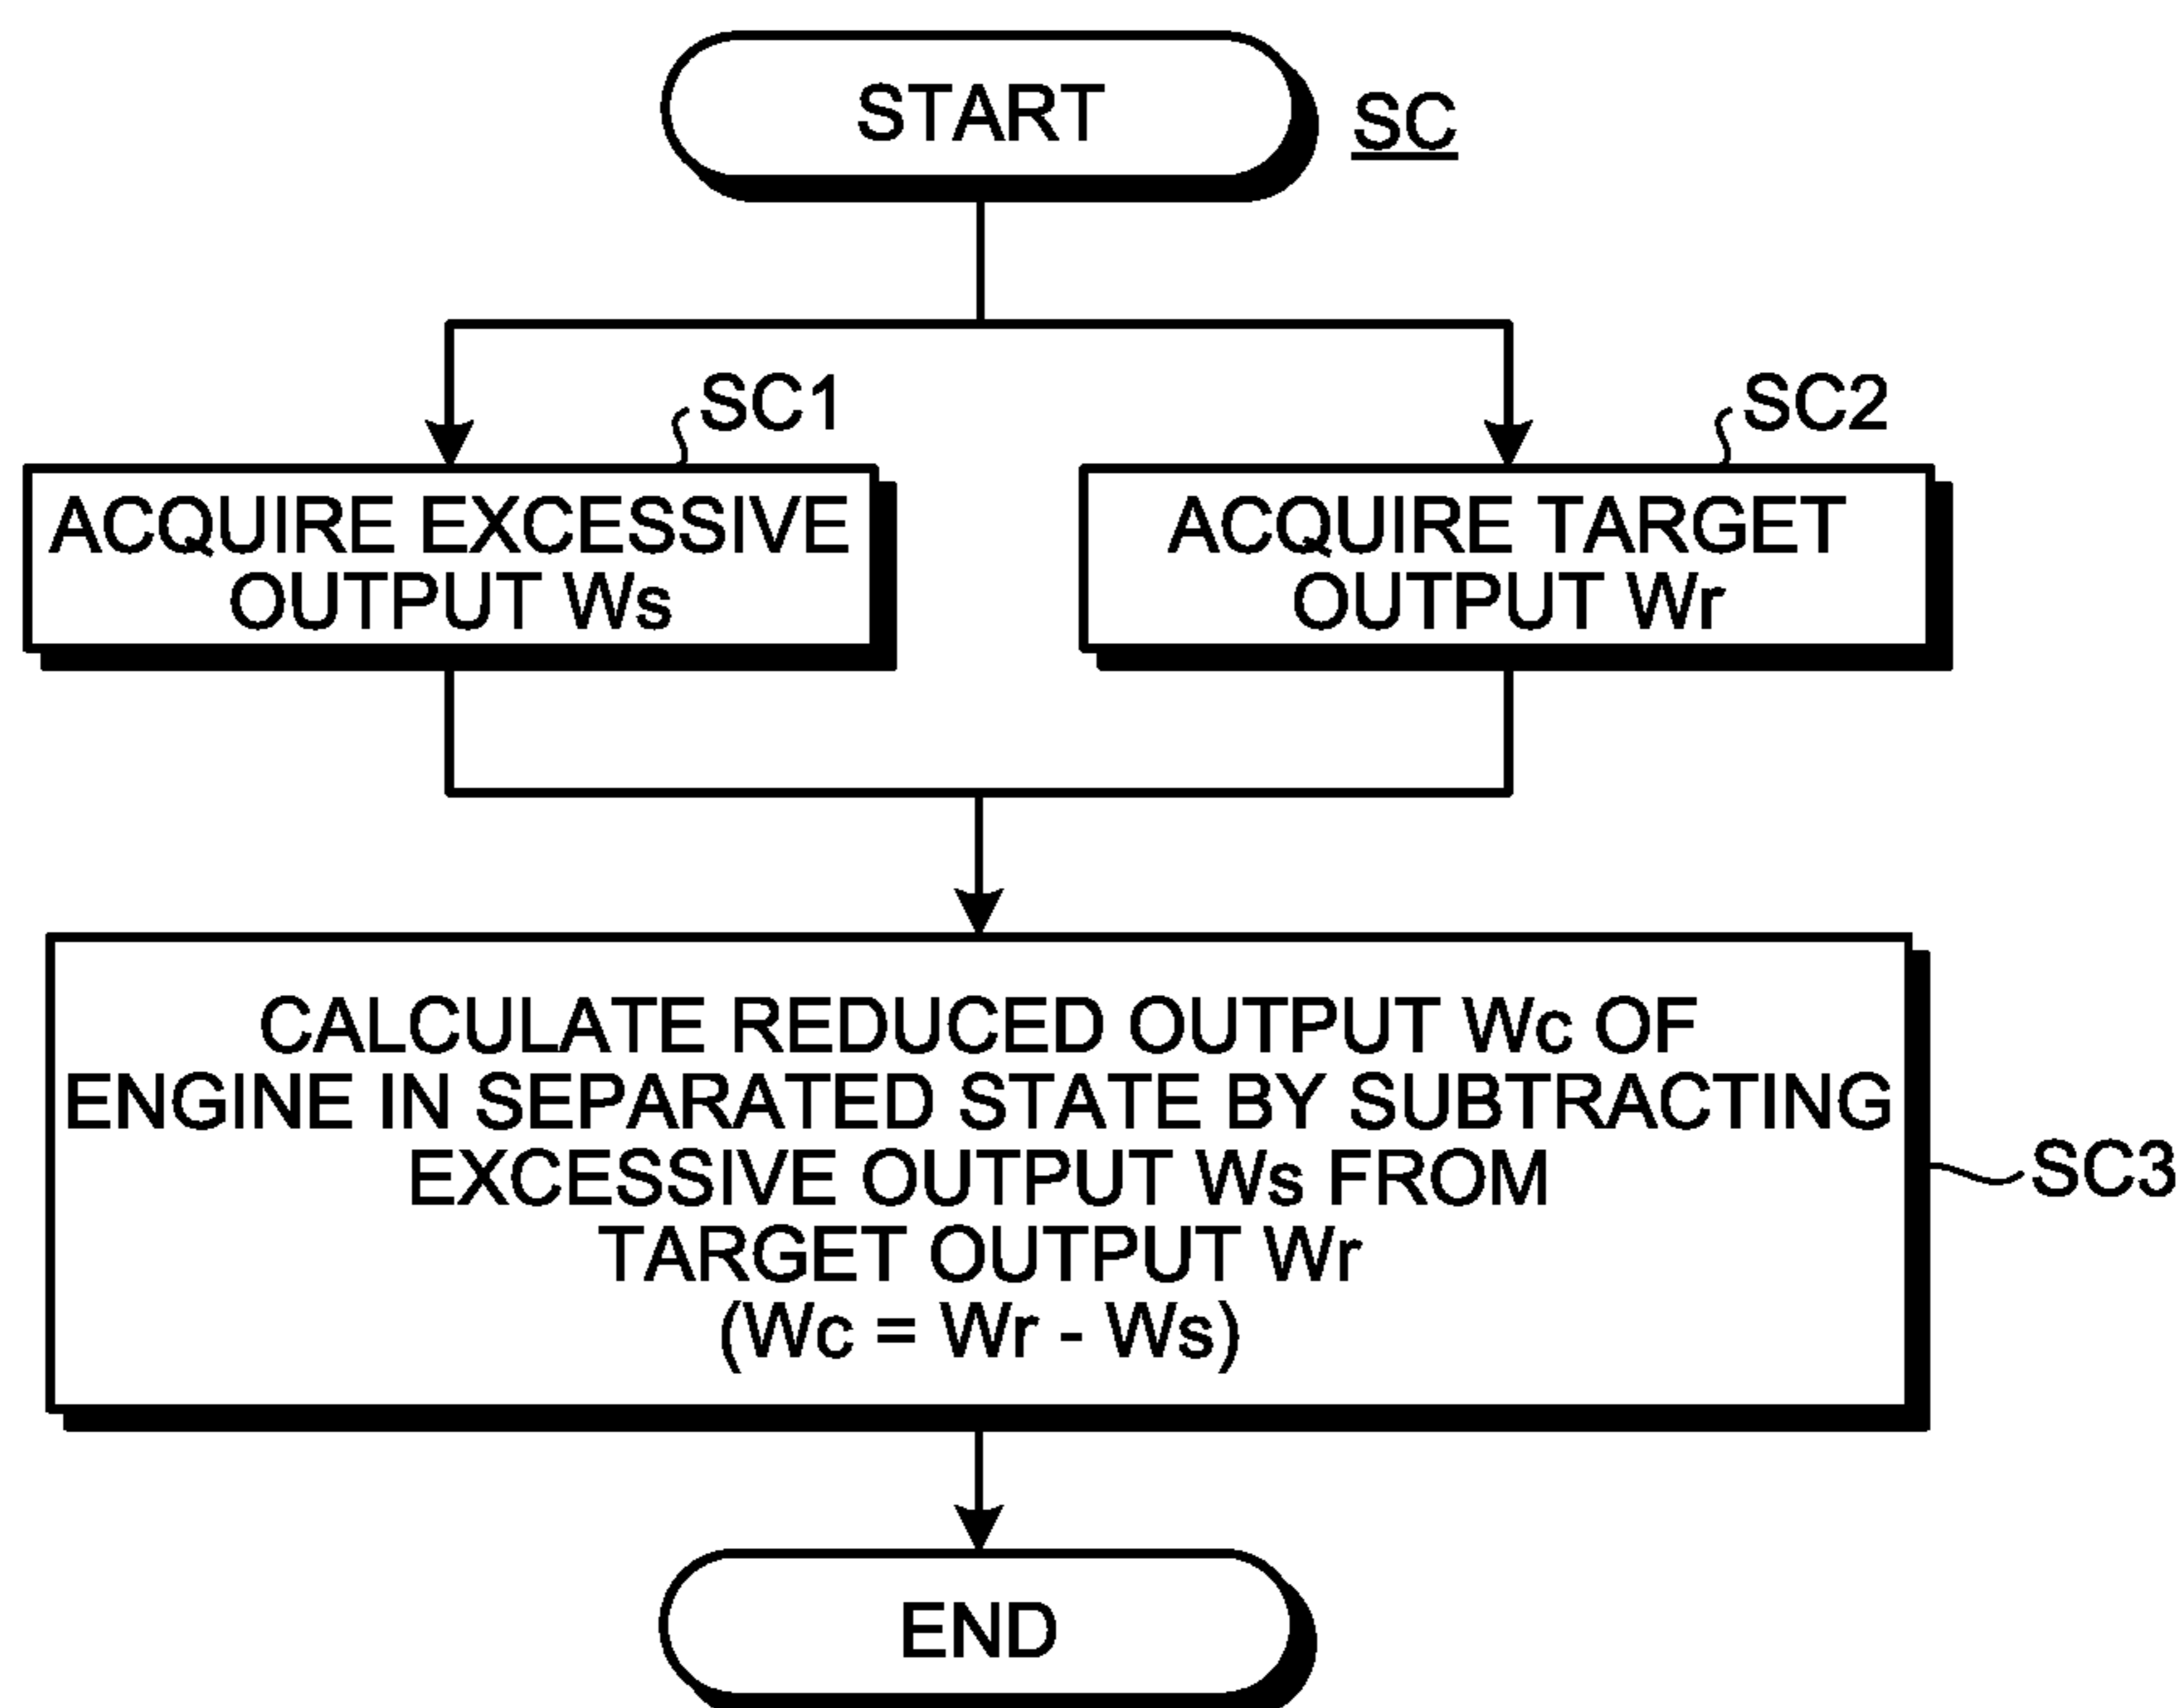 START
SC
SC1
SC2
ACQUIRE EXCESSIVE
OUTPUT Ws
ACQUIRE TARGET
OUTPUT Wr
CALCULATE REDUCED OUTPUT Wc OF
ENGINE IN SEPARATED STATE BY SUBTRACTING
EXCESSIVE OUTPUT Ws FROM
TARGET OUTPUT Wr
(Wc = Wr - Ws)
SC3
END